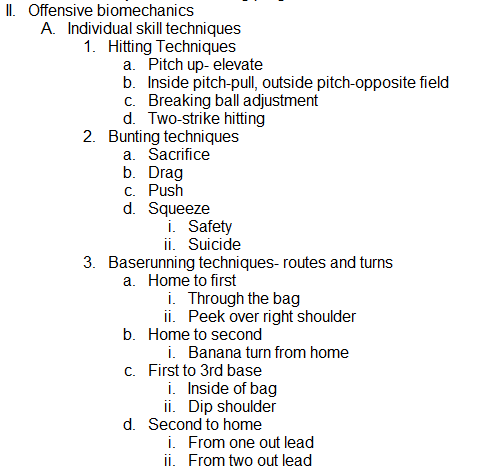 II. Offensive biomechanics
A. Individual skill techniques
1. Hitting Techniques
a. Pitch up- elevate
b. Inside pitch-pull, outside pitch-opposite field
c. Breaking ball adjustment
d. Two-strike hitting
2. Bunting techniques
a. Sacrifice
b. Drag
c. Push
d. Squeeze
i. Safety
ii. Suicide
3. Baserunning techniques- routes and turns
a. Home to first
i. Through the bag
ii. Peek over right shoulder
b. Home to second
i. Banana turn from home
c. First to 3rd base
i. Inside of bag
ii. Dip shoulder
d. Second to home
i. From one out lead
ii. From two out lead